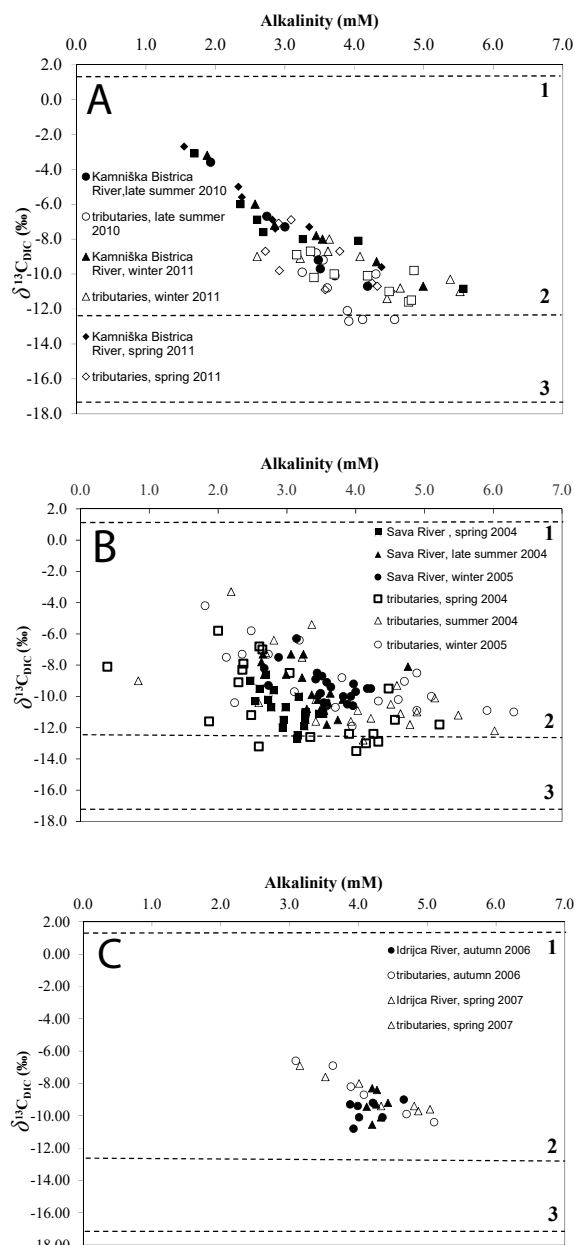 Alkalinity (mM)
0.0 1.0 2.0 3.0 4.0 5.0 6.0 7.0
2.0
A
1
0.0
-2.0
-4.0
Kamniška Bistrica
River,late summer 2010
-6.0
tributaries, late summer
2010
δ¹³C_DIC (‰)
-8.0
Kamniška Bistrica
River, winter 2011
-10.0
tributaries, winter 2011
2
-12.0
Kamniška Bistrica
River, spring 2011
-14.0
tributaries, spring 2011
-16.0
3
-18.0
Alkalinity (mM)
0.0 1.0 2.0 3.0 4.0 5.0 6.0 7.0
2.0
B
1
Sava River , spring 2004
0.0
Sava River, late summer 2004
-2.0
Sava River, winter 2005
tributaries, spring 2004
-4.0
tributaries, summer 2004
-6.0
tributaries, winter 2005
δ¹³C_DIC (‰)
-8.0
-10.0
-12.0
2
-14.0
-16.0
3
-18.0
Alkalinity (mM)
0.0 1.0 2.0 3.0 4.0 5.0 6.0 7.0
2.00
C
1
Idrijca River, autumn 2006
0.00
tributaries, autumn 2006
-2.00
Idrijca River, spring 2007
-4.00
tributaries, spring 2007
-6.00
δ¹³C_DIC (‰)
-8.00
-10.00
-12.00
2
-14.00
-16.00
3
-18.00